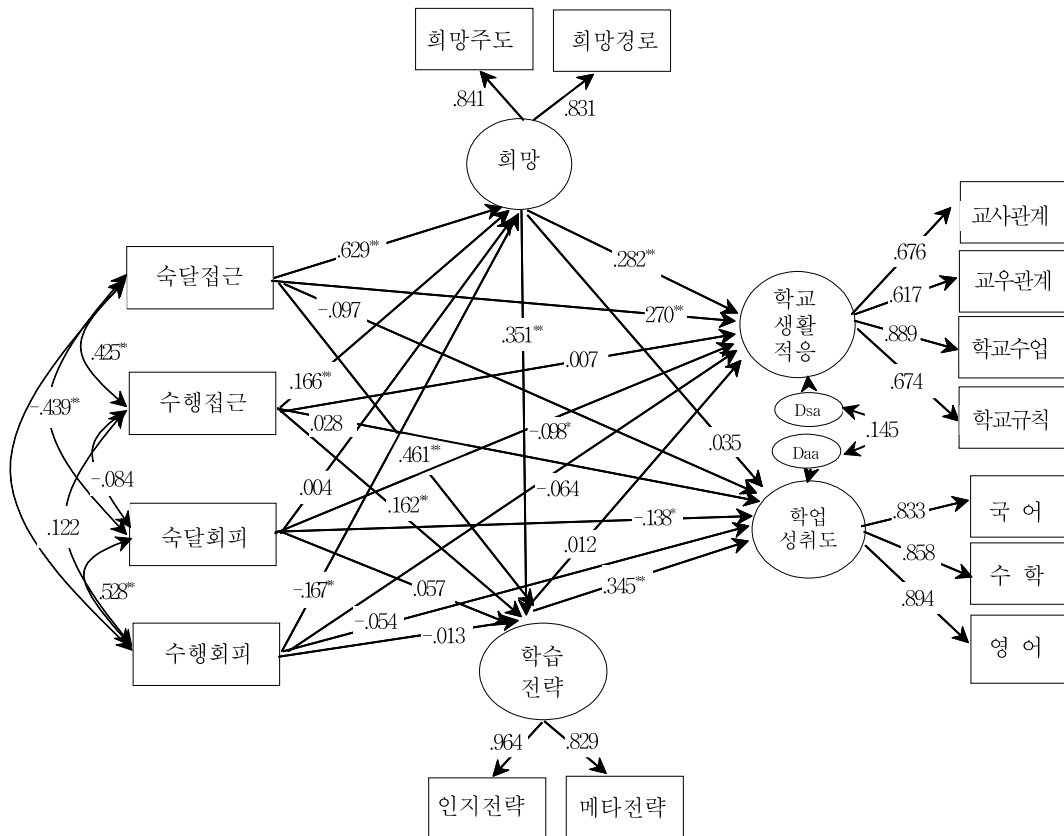 희망주도 희망경로
.841 .831
희망
교사관계
.629** .282** .676
숙달접근 교우관계
-.097 270** 학교
생활
적응 .617
.425** .351** .889 학교수업
.007 .674
수행접근 .166**
-.439** .028 -.098* Dsa 학교규칙
.035 .145
.461** Daa
-.084 .004 -.064
.162** .833 국 어
숙달회피 -.138* 학업
성취도
.122 .012 .858 수 학
.528** -.167* .057 .345** .894
-.054
수행회피 -.013 영 어
학습
전략
.964 .829
인지전략 메타전략